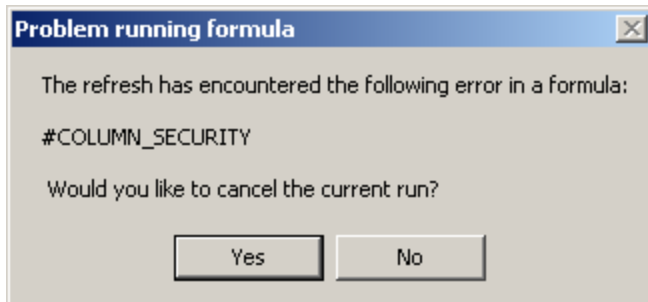 Problem running formula
The refresh has encountered the following error in a formula:
#COLUMN_SECURITY
Would you like to cancel the current run?
Yes No